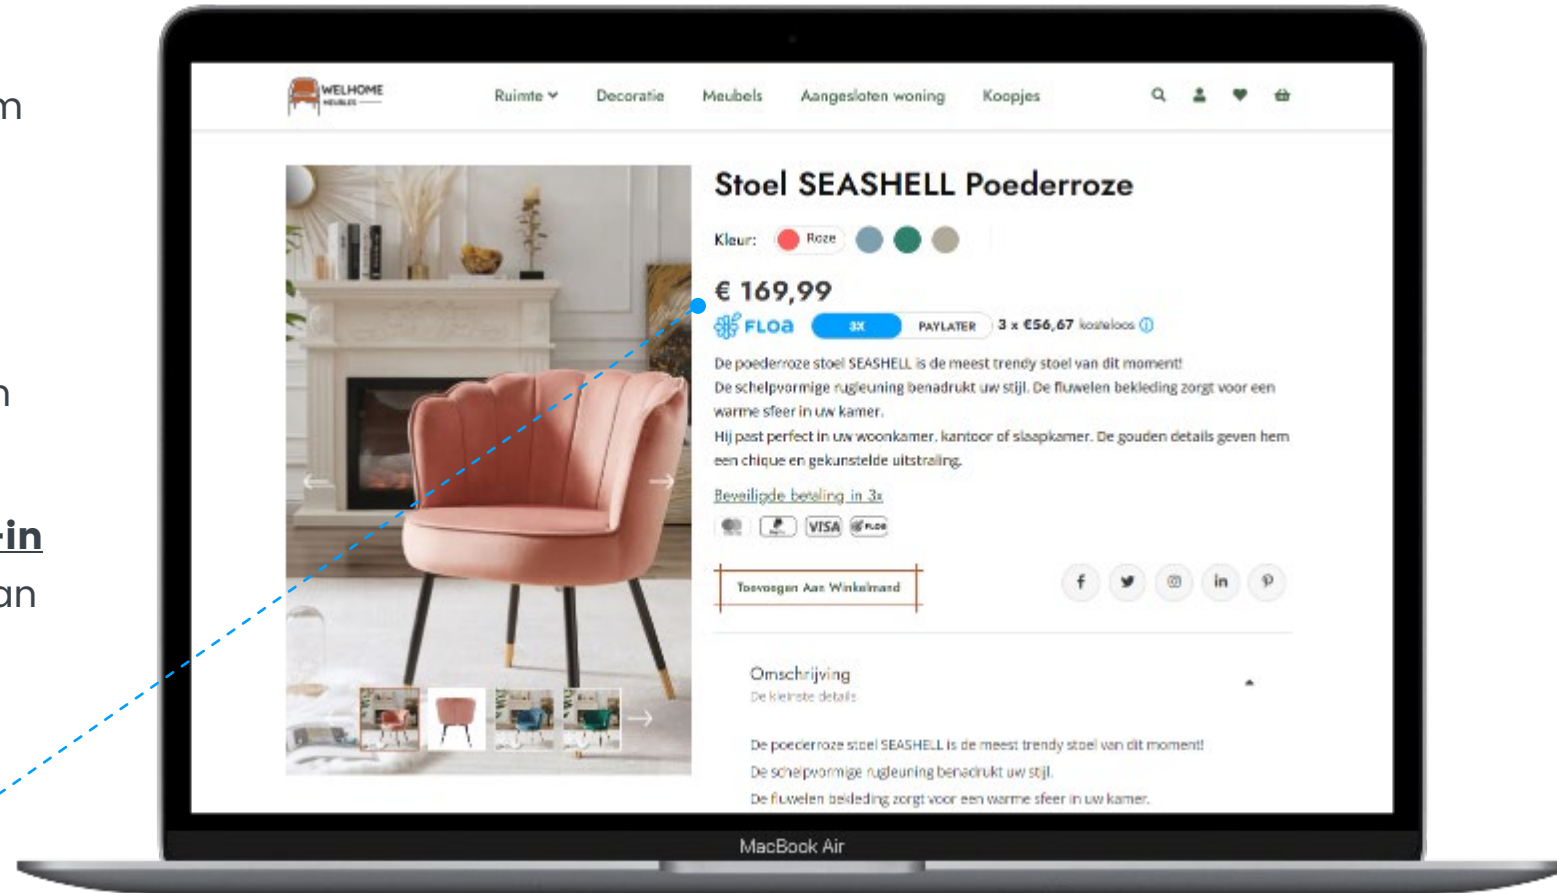 m
n
-in
an
WELHOME
MEUBLES
Ruimte
Decoratie
Meubels
Aangesloten woning
Koopjes
Stoel SEASHELL Poederroze
Kleur:
Roze
€ 169,99
FLOa
3X
PAYLATER
3 x €56,67 kosteloos
De poederroze stoel SEASHELL is de meest trendy stoel van dit moment!
De schelpvormige rugleuning benadrukt uw stijl. De fluwelen bekleding zorgt voor een
warme sfeer in uw kamer.
Hij past perfect in uw woonkamer, kantoor of slaapkamer. De gouden details geven hem
een chique en gekunstelde uitstraling.
Beveiligde betaling in 3x
VISA
FLOa
Toevoegen Aan Winkelmand
Omschrijving
De kleinste details
De poederroze stoel SEASHELL is de meest trendy stoel van dit moment!
De schelpvormige rugleuning benadrukt uw stijl.
De fluwelen bekleding zorgt voor een warme sfeer in uw kamer.
MacBook Air